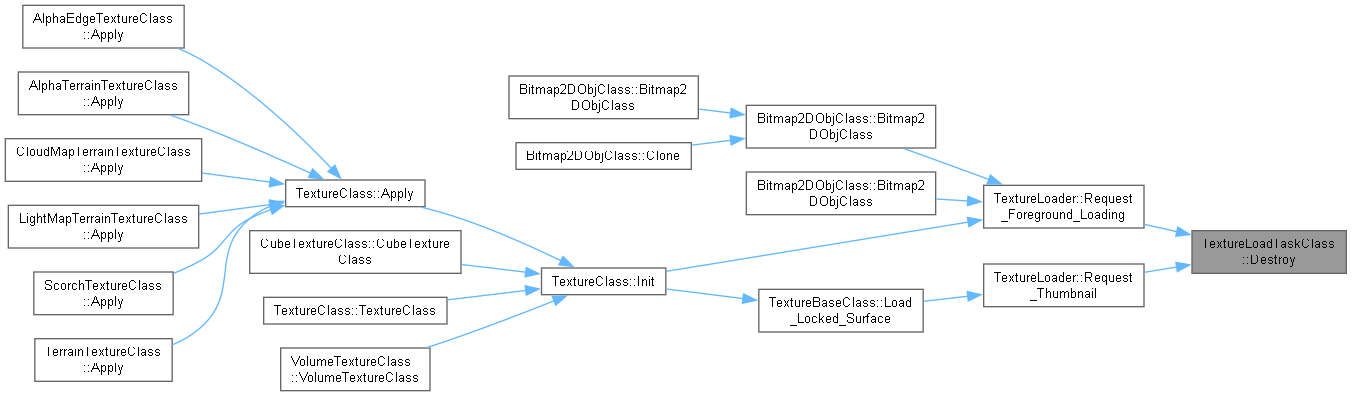 AlphaEdgeTextureClass
::Apply
AlphaTerrainTextureClass
::Apply
CloudMapTerrainTextureClass
::Apply
LightMapTerrainTextureClass
::Apply
ScorchTextureClass
::Apply
TerrainTextureClass
::Apply
TextureClass::Apply
CubeTextureClass::CubeTexture
Class
TextureClass::TextureClass
VolumeTextureClass
::VolumeTextureClass
Bitmap2DObjClass::Bitmap2
DObjClass
Bitmap2DObjClass::Clone
TextureClass::Init
Bitmap2DObjClass::Bitmap2
DObjClass
Bitmap2DObjClass::Bitmap2
DObjClass
TextureBaseClass::Load
_Locked_Surface
TextureLoader::Request
_Foreground_Loading
TextureLoader::Request
_Thumbnail
TextureLoadTaskClass
::Destroy